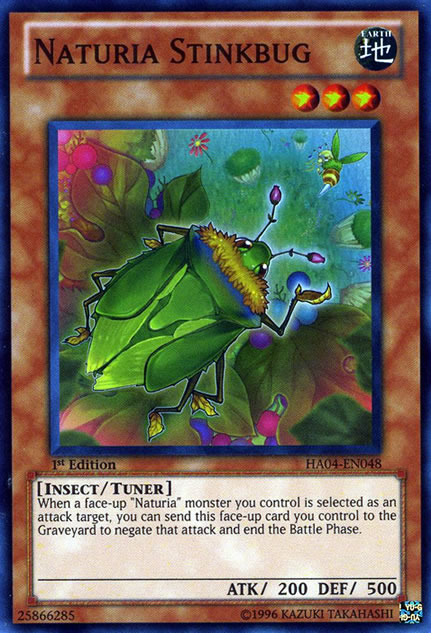 NATURIA STINKBUG
EARTH
地
1st Edition
HA04-EN048
[INSECT/TUNER]
When a face-up "Naturia" monster you control is selected as an
attack target, you can send this face-up card you control to the
Graveyard to negate that attack and end the Battle Phase.
ATK/ 200 DEF/ 500
25866285
©1996 KAZUKI TAKAHASHI